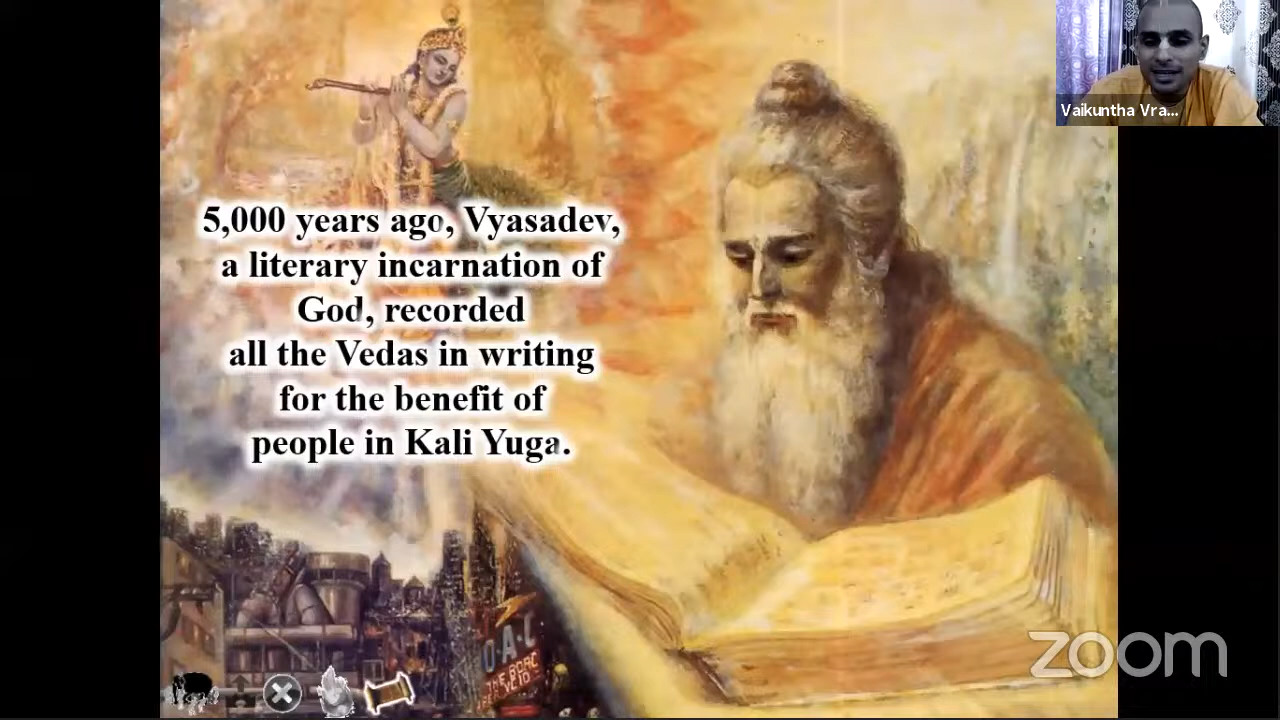 Vaikuntha Vra...
5,000 years ago, Vyasadev,
a literary incarnation of
God, recorded
all the Vedas in writing
for the benefit of
people in Kali Yuga.
zoom